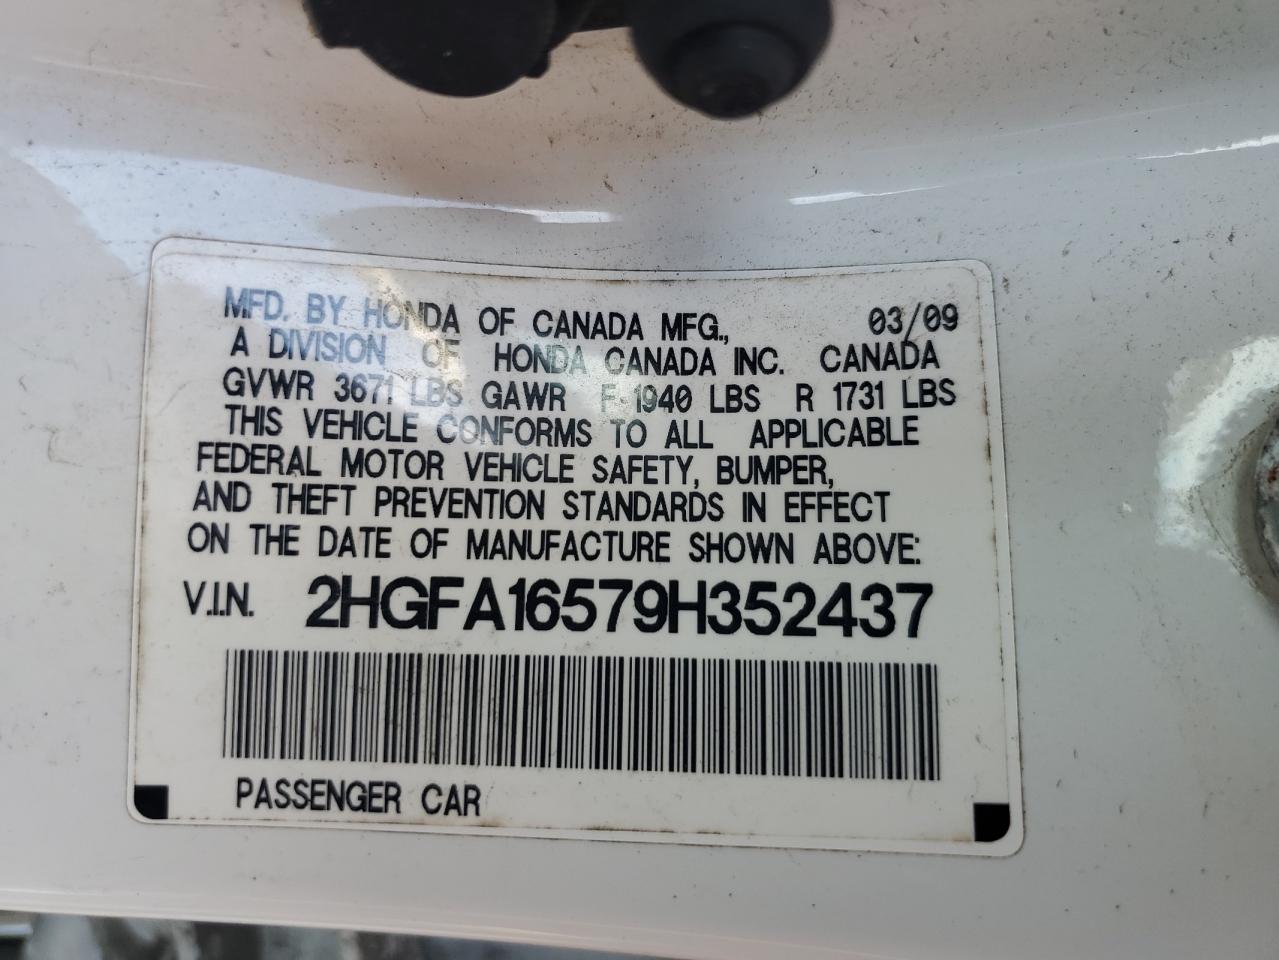 MFD. BY HONDA OF CANADA MFG., 03/09
A DIVISION OF HONDA CANADA INC. CANADA
GVWR 3671 LBS GAWR F 1940 LBS R 1731 LBS
THIS VEHICLE CONFORMS TO ALL APPLICABLE
FEDERAL MOTOR VEHICLE SAFETY, BUMPER,
AND THEFT PREVENTION STANDARDS IN EFFECT
ON THE DATE OF MANUFACTURE SHOWN ABOVE:
V.I.N. 2HGFA16579H352437
PASSENGER CAR